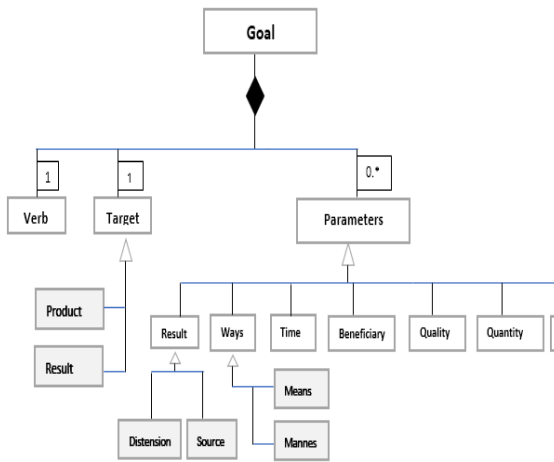 Goal
1
1
0.*
Verb
Target
Parameters
Product
Result
Result
Ways
Time
Beneficiary
Quality
Quantity
Means
Mannes
Distension
Source